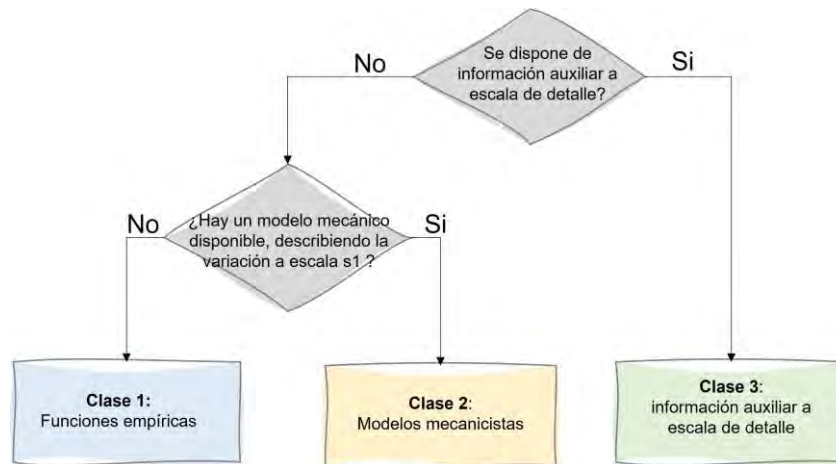 Se dispone de
información auxiliar a
escala de detalle?
No
Si
¿Hay un modelo mecánico
disponible, describiendo la
variación a escala s1 ?
No
Si
Clase 1:
Funciones empíricas
Clase 2:
Modelos mecanicistas
Clase 3:
información auxiliar a
escala de detalle